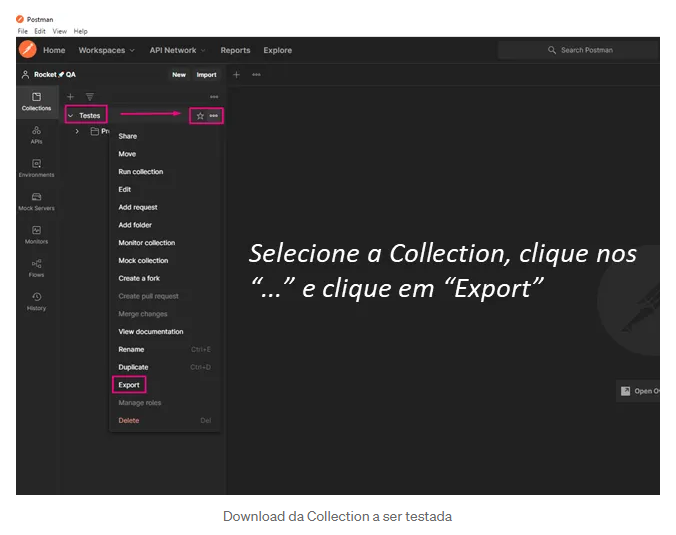 Postman
File Edit View Help
Home Workspaces API Network Reports Explore Search Postman
Rocket QA New Import
Collections
Testes
APIs
Environments
Mock Servers
Monitors
Flows
History
Share
Move
Run collection
Edit
Add request
Add folder
Monitor collection
Mock collection
Create a fork
Create pull request
Merge changes
View documentation
Rename Ctrl+E
Duplicate Ctrl+D
Export
Manage roles
Delete Del
Selecione a Collection, clique nos
“...” e clique em “Export”
Open
Download da Collection a ser testada